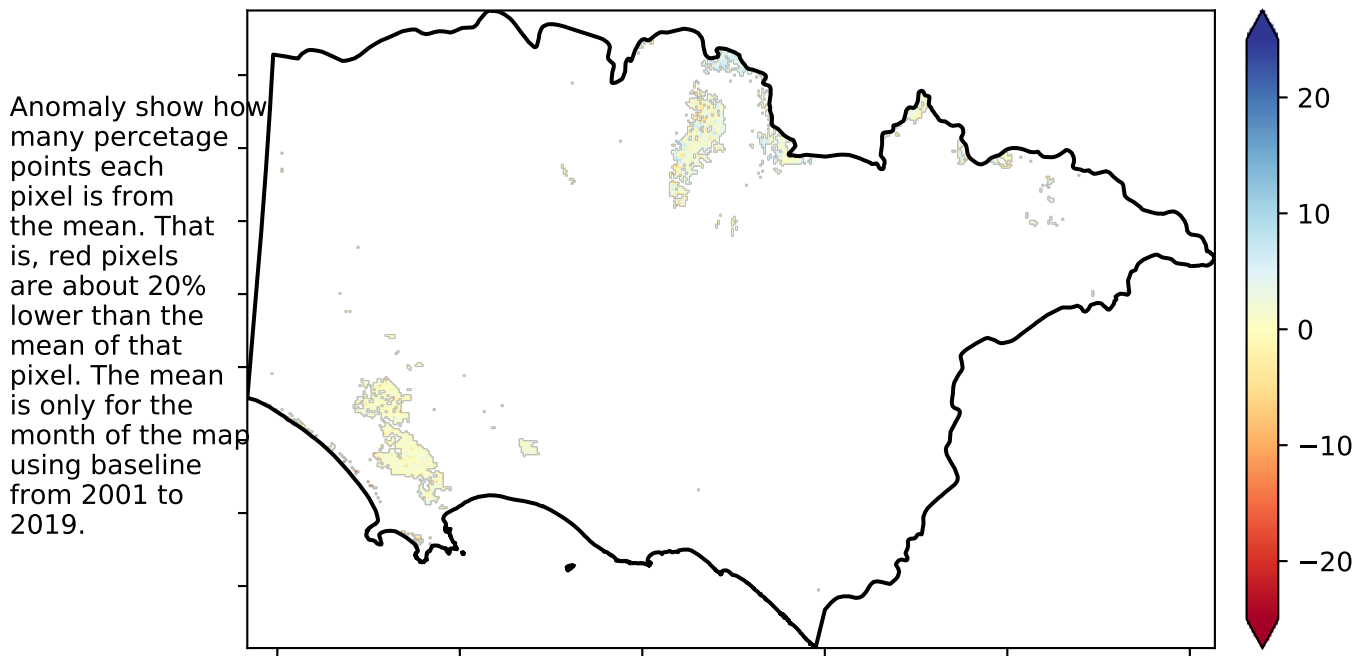 Anomaly show how
many percetage
points each
pixel is from
the mean. That
is, red pixels
are about 20%
lower than the
mean of that
pixel. The mean
is only for the
month of the map
using baseline
from 2001 to
2019.
20
10
0
−10
−20